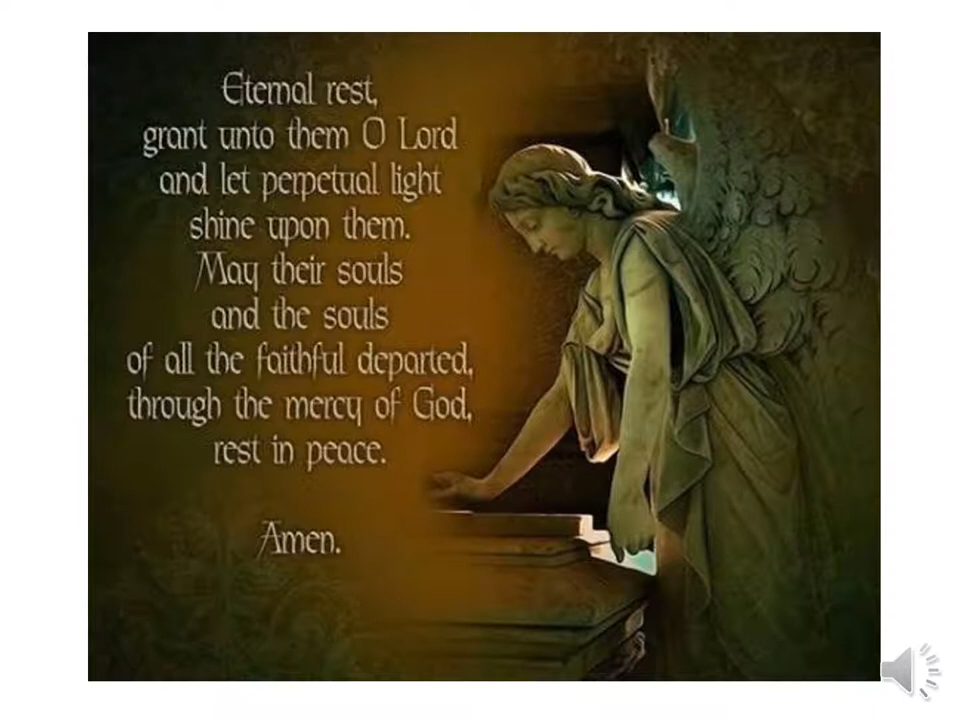 Eternal rest,
grant unto them O Lord
and let perpetual light
shine upon them.
May their souls
and the souls
of all the faithful departed,
through the mercy of God,
rest in peace.
Amen.